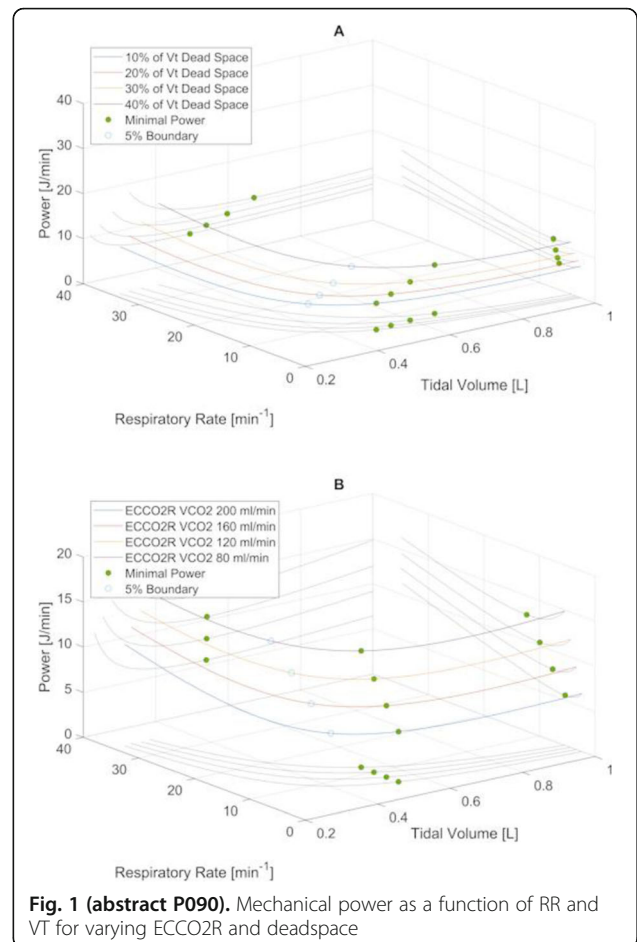 A
10% of Vt Dead Space
20% of Vt Dead Space
30% of Vt Dead Space
40% of Vt Dead Space
Minimal Power
5% Boundary
40
30
20
10
0
Power [J/min]
40
30
20
10
0
Respiratory Rate [min-1]
0.2
0.4
0.6
0.8
1
Tidal Volume [L]
B
ECCO2R VCO2 200 ml/min
ECCO2R VCO2 160 ml/min
ECCO2R VCO2 120 ml/min
ECCO2R VCO2 80 ml/min
Minimal Power
5% Boundary
20
15
10
5
0
Power [J/min]
40
30
20
10
0
Respiratory Rate [min-1]
0.2
0.4
0.6
0.8
1
Tidal Volume [L]
Fig. 1 (abstract P090). Mechanical power as a function of RR and
VT for varying ECCO2R and deadspace